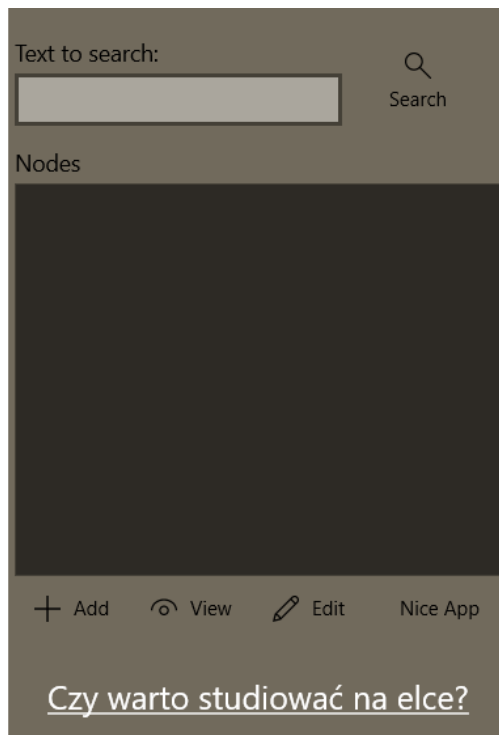 Text to search:
Search
Nodes
Add View Edit Nice App
Czy warto studiować na elce?